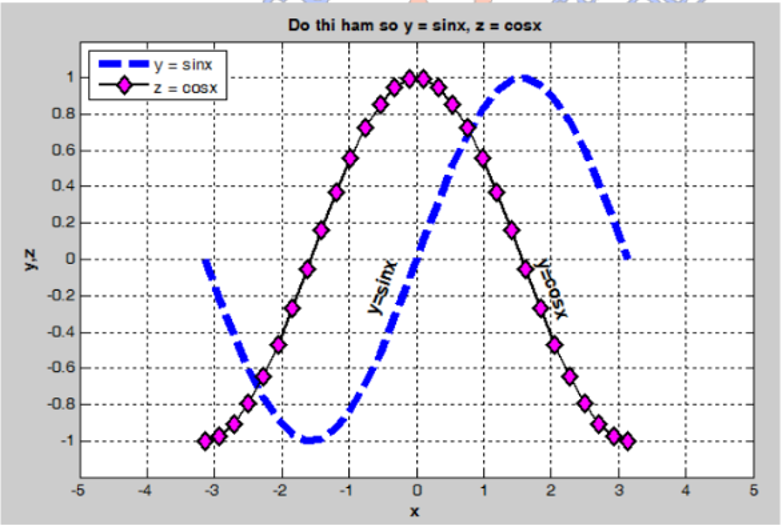 Do thi ham so y = sinx, z = cosx
y = sinx
z = cosx
1
0.8
0.6
0.4
0.2
0
-0.2
-0.4
-0.6
-0.8
-1
y,z
y=sinx
y=cosx
-5 -4 -3 -2 -1 0 1 2 3 4 5
x